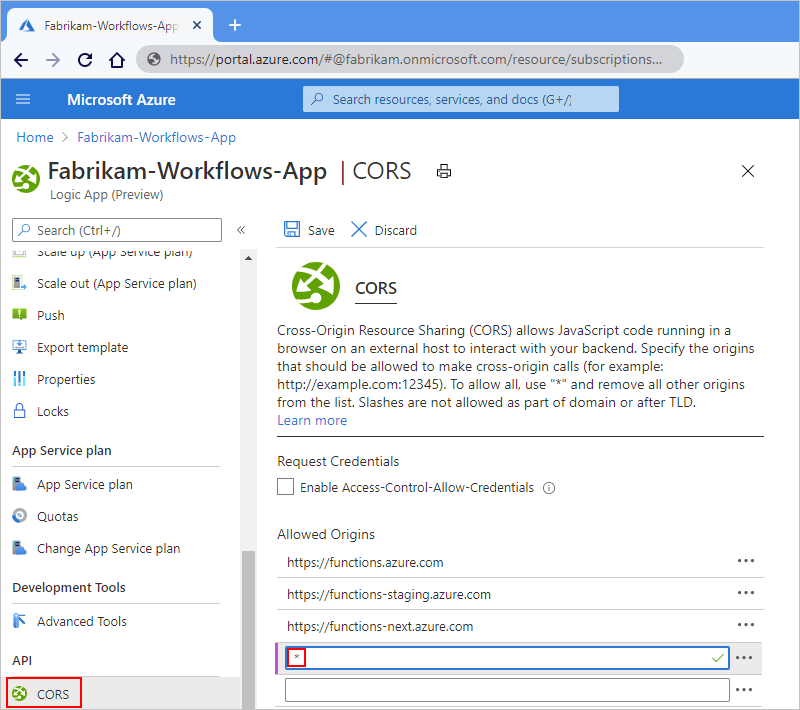 Fabrikam-Workflows-App
https://portal.azure.com/#@fabrikam.onmicrosoft.com/resource/subscriptions...
Microsoft Azure
Search resources, services, and docs (G+/)
Home > Fabrikam-Workflows-App
Fabrikam-Workflows-App | CORS
Logic App (Preview)
Search (Ctrl+/)
«
Scale up (App Service plan)
Scale out (App Service plan)
Push
Export template
Properties
Locks
App Service plan
App Service plan
Quotas
Change App Service plan
Development Tools
Advanced Tools
API
CORS
Save
Discard
CORS
Cross-Origin Resource Sharing (CORS) allows JavaScript code running in a
browser on an external host to interact with your backend. Specify the origins
that should be allowed to make cross-origin calls (for example:
http://example.com:12345). To allow all, use "*" and remove all other origins
from the list. Slashes are not allowed as part of domain or after TLD.
Learn more
Request Credentials
Enable Access-Control-Allow-Credentials
Allowed Origins
https://functions.azure.com
https://functions-staging.azure.com
https://functions-next.azure.com
*